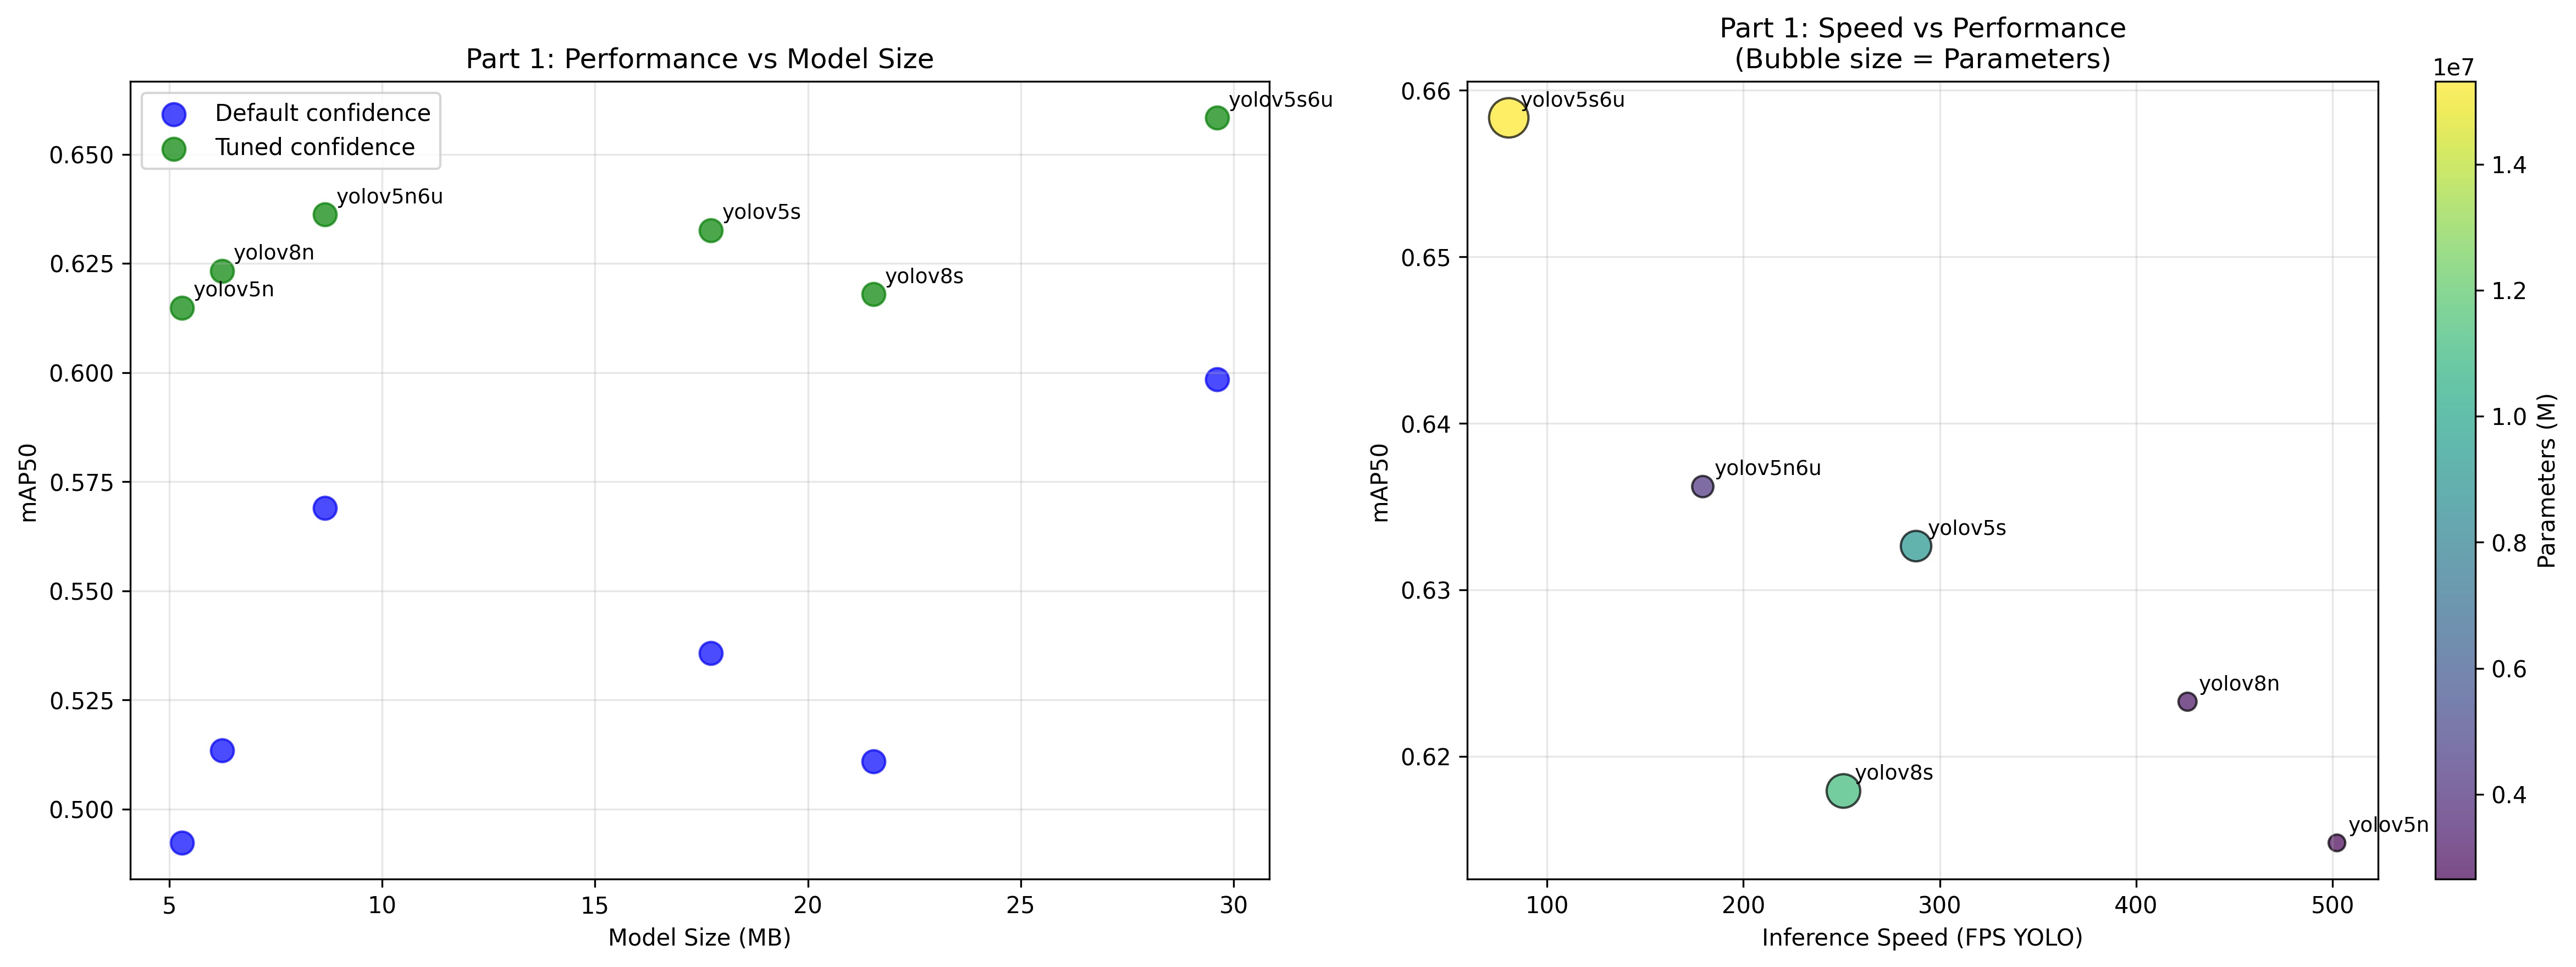 Part 1: Performance vs Model Size
Default confidence
Tuned confidence
yolov5s6u
yolov5n6u
yolov5s
yolov8n
yolov8s
yolov5n
0.650
0.625
0.600
0.575
0.550
0.525
0.500
mAP50
5
10
15
20
25
30
Model Size (MB)
Part 1: Speed vs Performance
(Bubble size = Parameters)
yolov5s6u
yolov5n6u
yolov5s
yolov8n
yolov8s
yolov5n
0.66
0.65
0.64
0.63
0.62
mAP50
100
200
300
400
500
Inference Speed (FPS YOLO)
1e7
1.4
1.2
1.0
0.8
0.6
0.4
Parameters (M)